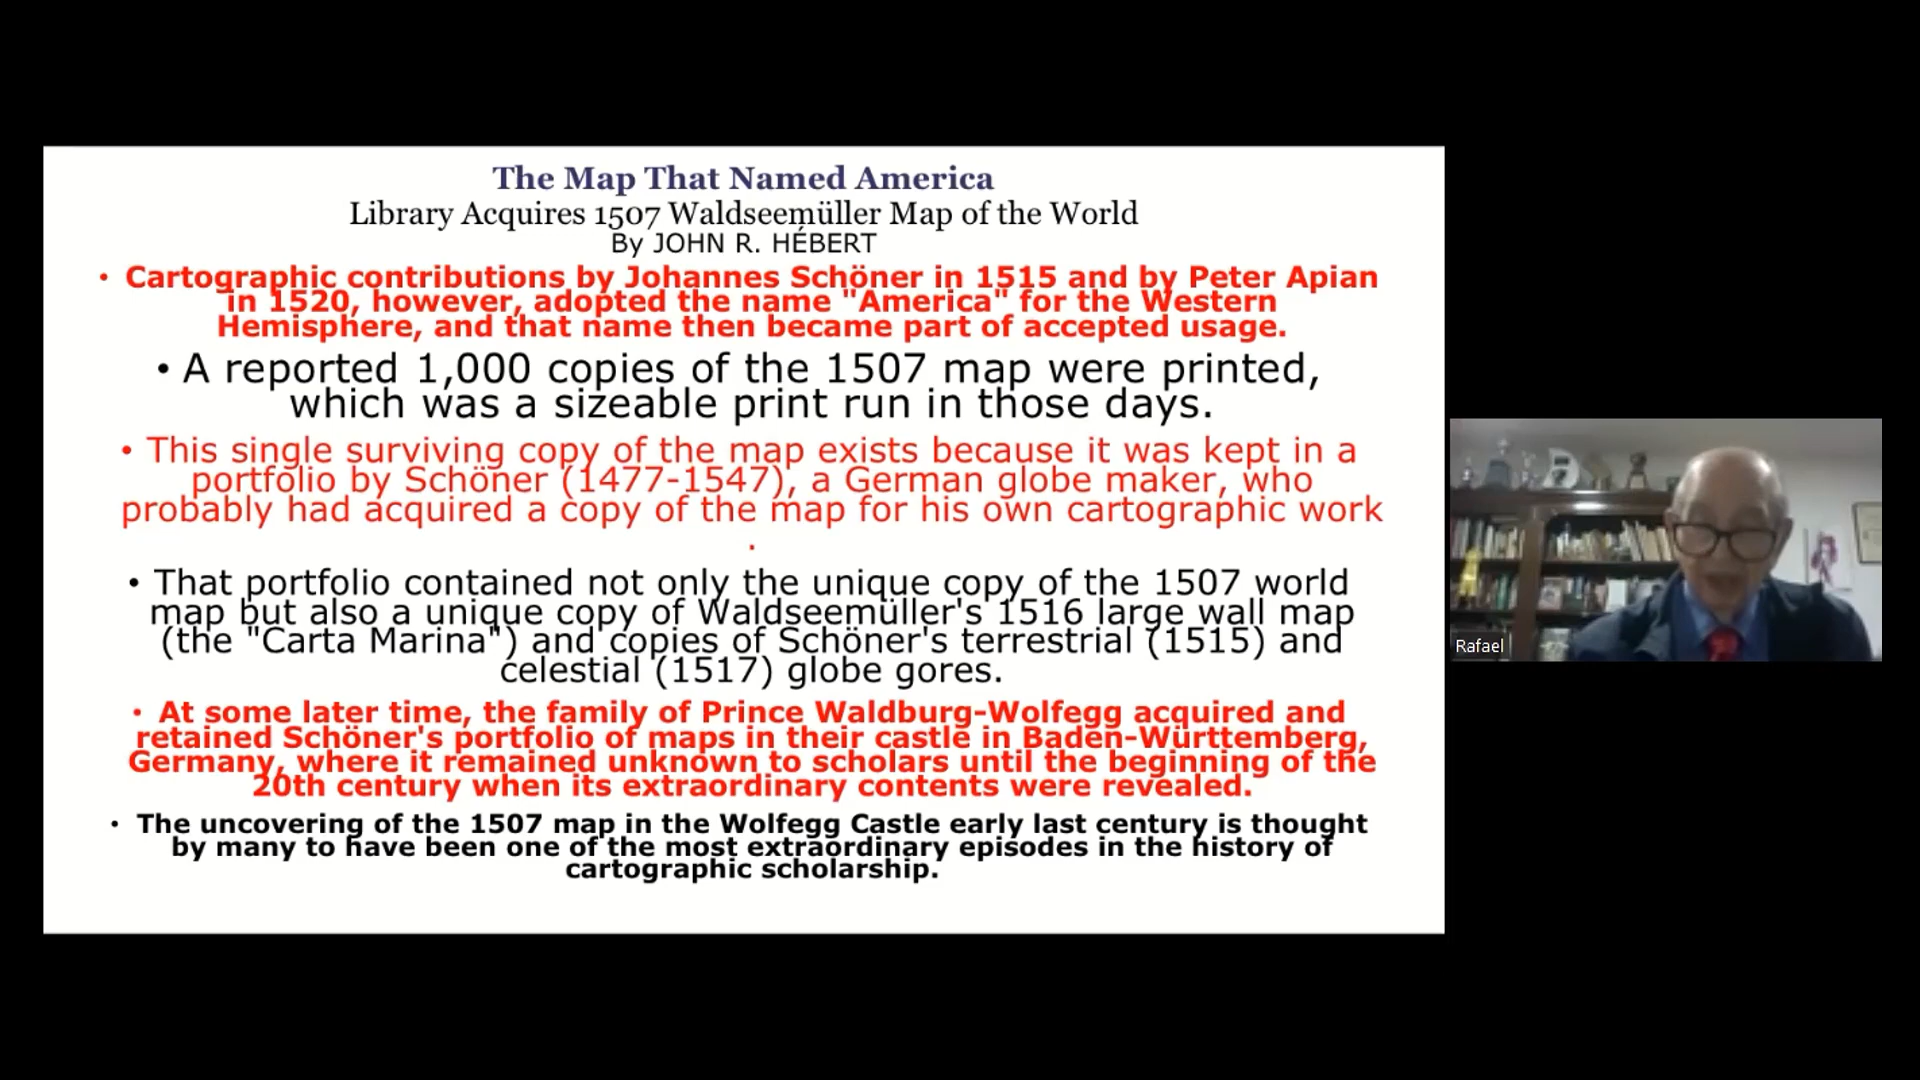 The Map That Named America
Library Acquires 1507 Waldseemüller Map of the World
By JOHN R. HÉBERT
• Cartographic contributions by Johannes Schöner in 1515 and by Peter Apian
in 1520, however, adopted the name "America" for the Western
Hemisphere, and that name then became part of accepted usage.
• A reported 1,000 copies of the 1507 map were printed,
which was a sizeable print run in those days.
• This single surviving copy of the map exists because it was kept in a
portfolio by Schöner (1477-1547), a German globe maker, who
probably had acquired a copy of the map for his own cartographic work
.
• That portfolio contained not only the unique copy of the 1507 world
map but also a unique copy of Waldseemüller's 1516 large wall map
(the "Carta Marina") and copies of Schöner's terrestrial (1515) and
celestial (1517) globe gores.
• At some later time, the family of Prince Waldburg-Wolfegg acquired and
retained Schöner's portfolio of maps in their castle in Baden-Württemberg,
Germany, where it remained unknown to scholars until the beginning of the
20th century when its extraordinary contents were revealed.
• The uncovering of the 1507 map in the Wolfegg Castle early last century is thought
by many to have been one of the most extraordinary episodes in the history of
cartographic scholarship.
Rafael